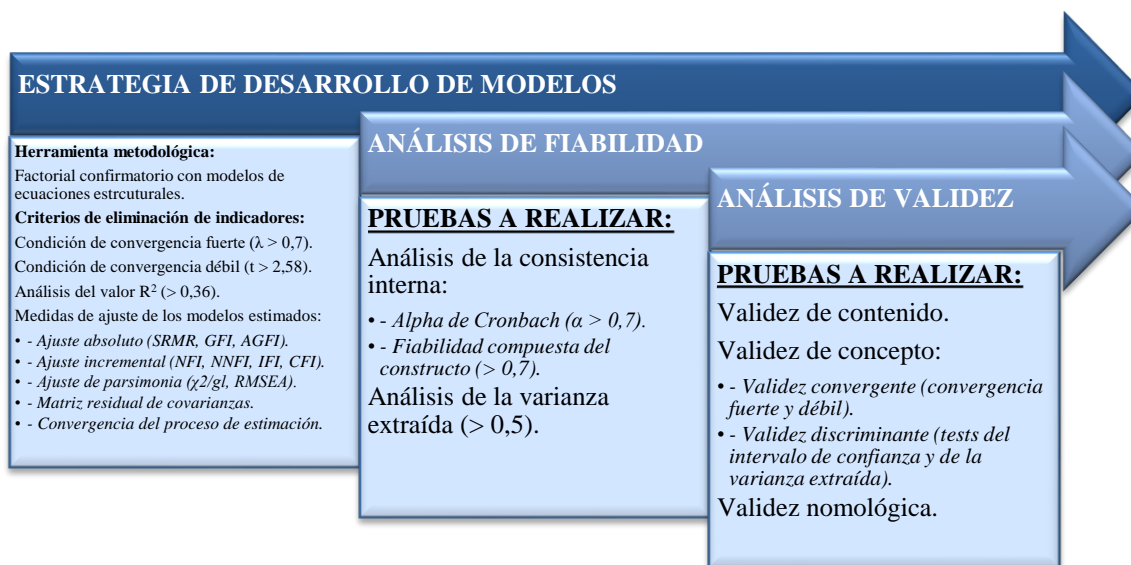 ESTRATEGIA DE DESARROLLO DE MODELOS
Herramienta metodológica:
Factorial confirmatorio con modelos de
ecuaciones estrcuturales.
Criterios de eliminación de indicadores:
Condición de convergencia fuerte (λ > 0,7).
Condición de convergencia débil (t > 2,58).
Análisis del valor R² (> 0,36).
Medidas de ajuste de los modelos estimados:
• - Ajuste absoluto (SRMR, GFI, AGFI).
• - Ajuste incremental (NFI, NNFI, IFI, CFI).
• - Ajuste de parsimonia (χ2/gl, RMSEA).
• - Matriz residual de covarianzas.
• - Convergencia del proceso de estimación.
ANÁLISIS DE FIABILIDAD
PRUEBAS A REALIZAR:
Análisis de la consistencia
interna:
• - Alpha de Cronbach (α > 0,7).
• - Fiabilidad compuesta del
constructo (> 0,7).
Análisis de la varianza
extraída (> 0,5).
ANÁLISIS DE VALIDEZ
PRUEBAS A REALIZAR:
Validez de contenido.
Validez de concepto:
• - Validez convergente (convergencia
fuerte y débil).
• - Validez discriminante (tests del
intervalo de confianza y de la
varianza extraída).
Validez nomológica.